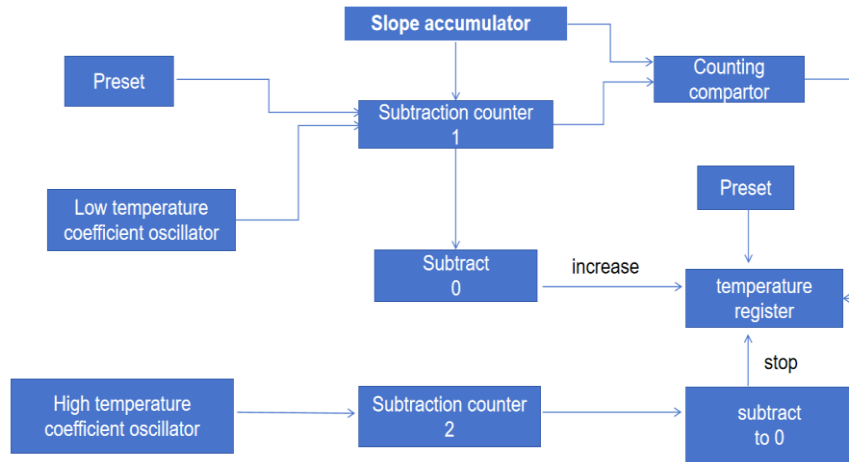 Slope accumulator
Preset
Counting
compartor
Subtraction counter
1
Low temperature
coefficient oscillator
Preset
Subtract
0
increase
temperature
register
stop
High temperature
coefficient oscillator
Subtraction counter
2
subtract
to 0